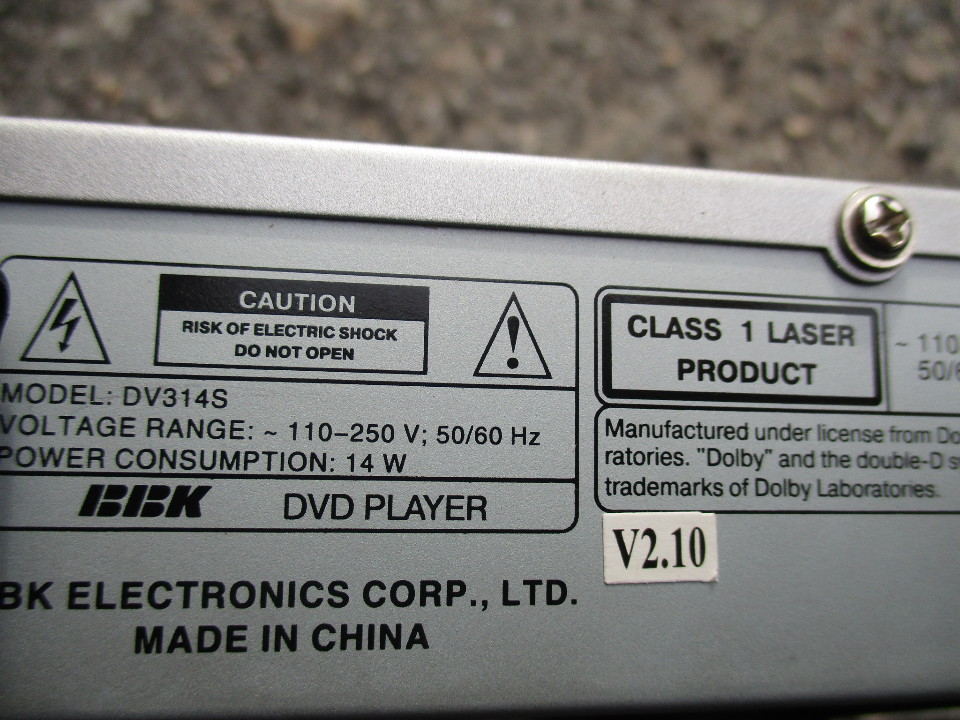 CAUTION
RISK OF ELECTRIC SHOCK
DO NOT OPEN
MODEL: DV314S
VOLTAGE RANGE: ~ 110–250 V; 50/60 Hz
POWER CONSUMPTION: 14 W
BBK DVD PLAYER
BK ELECTRONICS CORP., LTD.
MADE IN CHINA
CLASS 1 LASER
PRODUCT
~ 110
50/6
Manufactured under license from Do
ratories. "Dolby" and the double-D s
trademarks of Dolby Laboratories.
V2.10